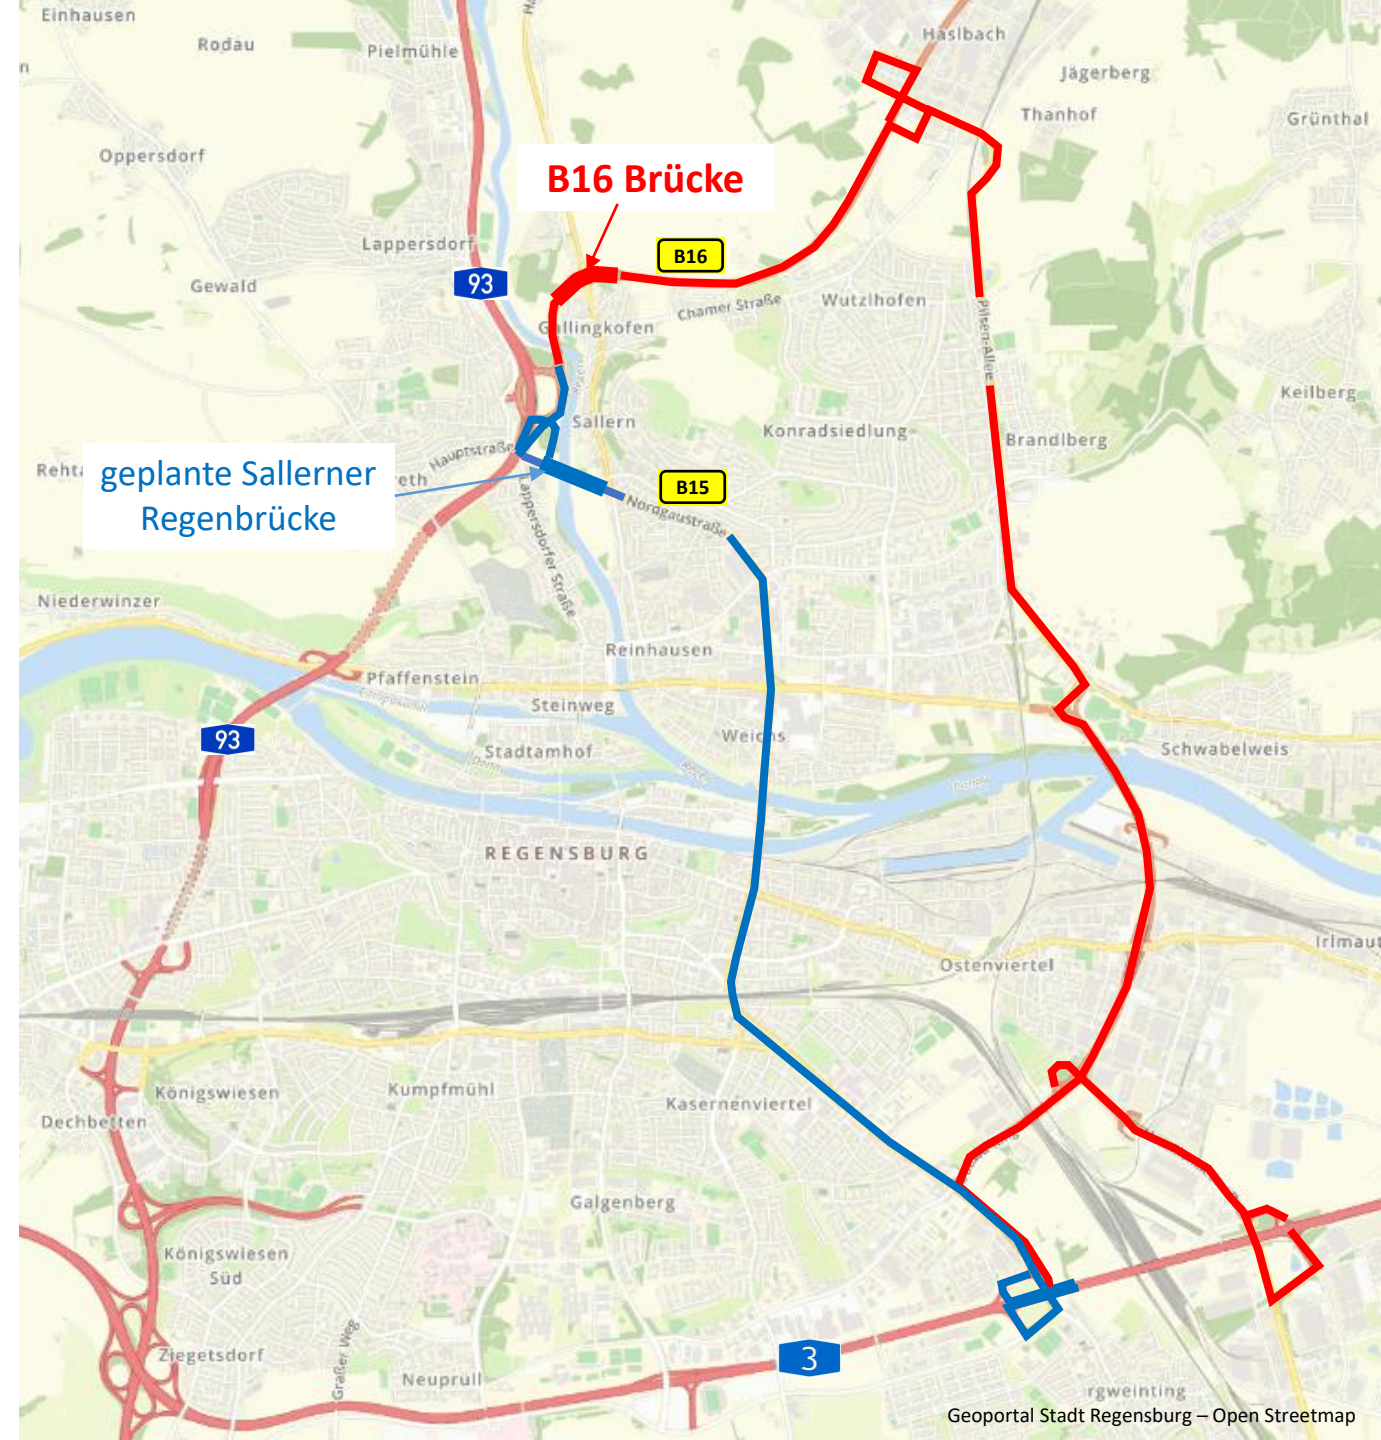 Einhausen
Rodau
Pielmühle
Haslbach
Jägerberg
Thanhof
Grünthal
Oppersdorf
B16 Brücke
Lappersdorf
B16
93
Gewald
Chamer Straße
Wutzlhofen
Gallingkofen
Pilsen-Allee
Keilberg
Sallern
Konradsiedlung
Brandlberg
Hauptstraße
geplante Sallerner
Regenbrücke
B15
Nordgaustraße
Lappersdorfer Straße
Niederwinzer
Reinhausen
Pfaffenstein
Steinweg
93
Weichs
Stadtamhof
Schwabelweis
REGENSBURG
Ostenviertel
Irlmaut
Königswiesen
Kumpfmühl
Kasernenviertel
Dechbetten
Galgenberg
Königswiesen
Süd
Ziegetsdorf
Graßer Weg
Neuprüll
3
rgweinting
Geoportal Stadt Regensburg – Open Streetmap